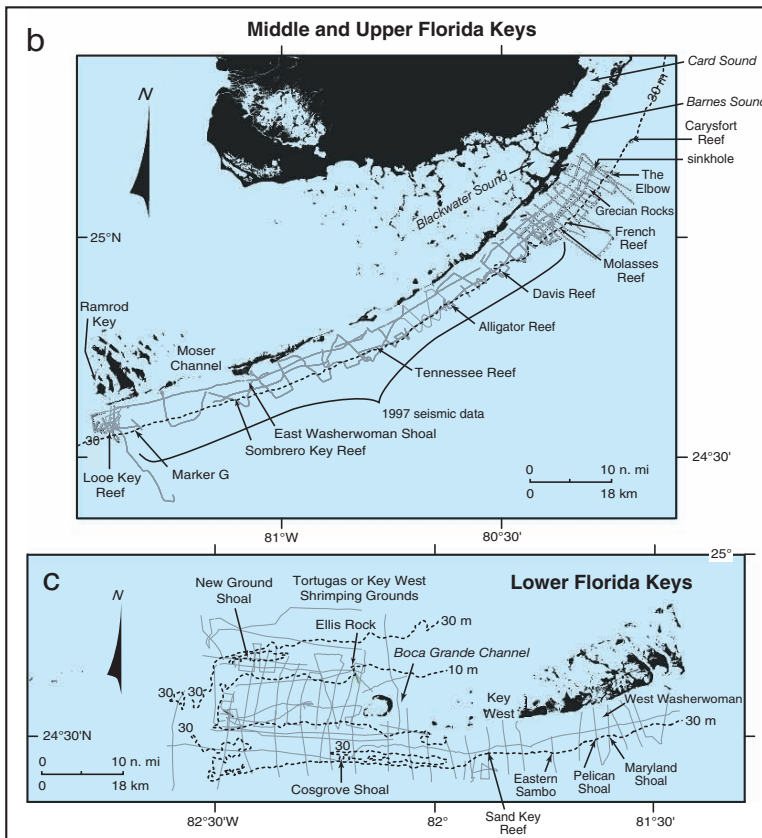 b
Middle and Upper Florida Keys
N
Card Sound
30 m
Barnes Sound
Carysfort
Reef
sinkhole
The
Elbow
Blackwater Sound
Grecian Rocks
25°N
French
Reef
Molasses
Reef
Davis Reef
Ramrod
Key
Alligator Reef
Moser
Channel
Tennessee Reef
1997 seismic data
East Washerwoman Shoal
30
Sombrero Key Reef
Marker G
24°30'
Looe Key
Reef
0 10 n. mi
0 18 km
81°W
80°30'
25°
c
Lower Florida Keys
N
New Ground
Shoal
Tortugas or Key West
Shrimping Grounds
Ellis Rock
30 m
Boca Grande Channel
10 m
30
30
Key
West
West Washerwoman
30 m
24°30'N
30
30
0 10 n. mi
0 18 km
Cosgrove Shoal
Eastern
Sambo
Pelican
Shoal
Maryland
Shoal
Sand Key
Reef
82°30'W
82°
81°30'